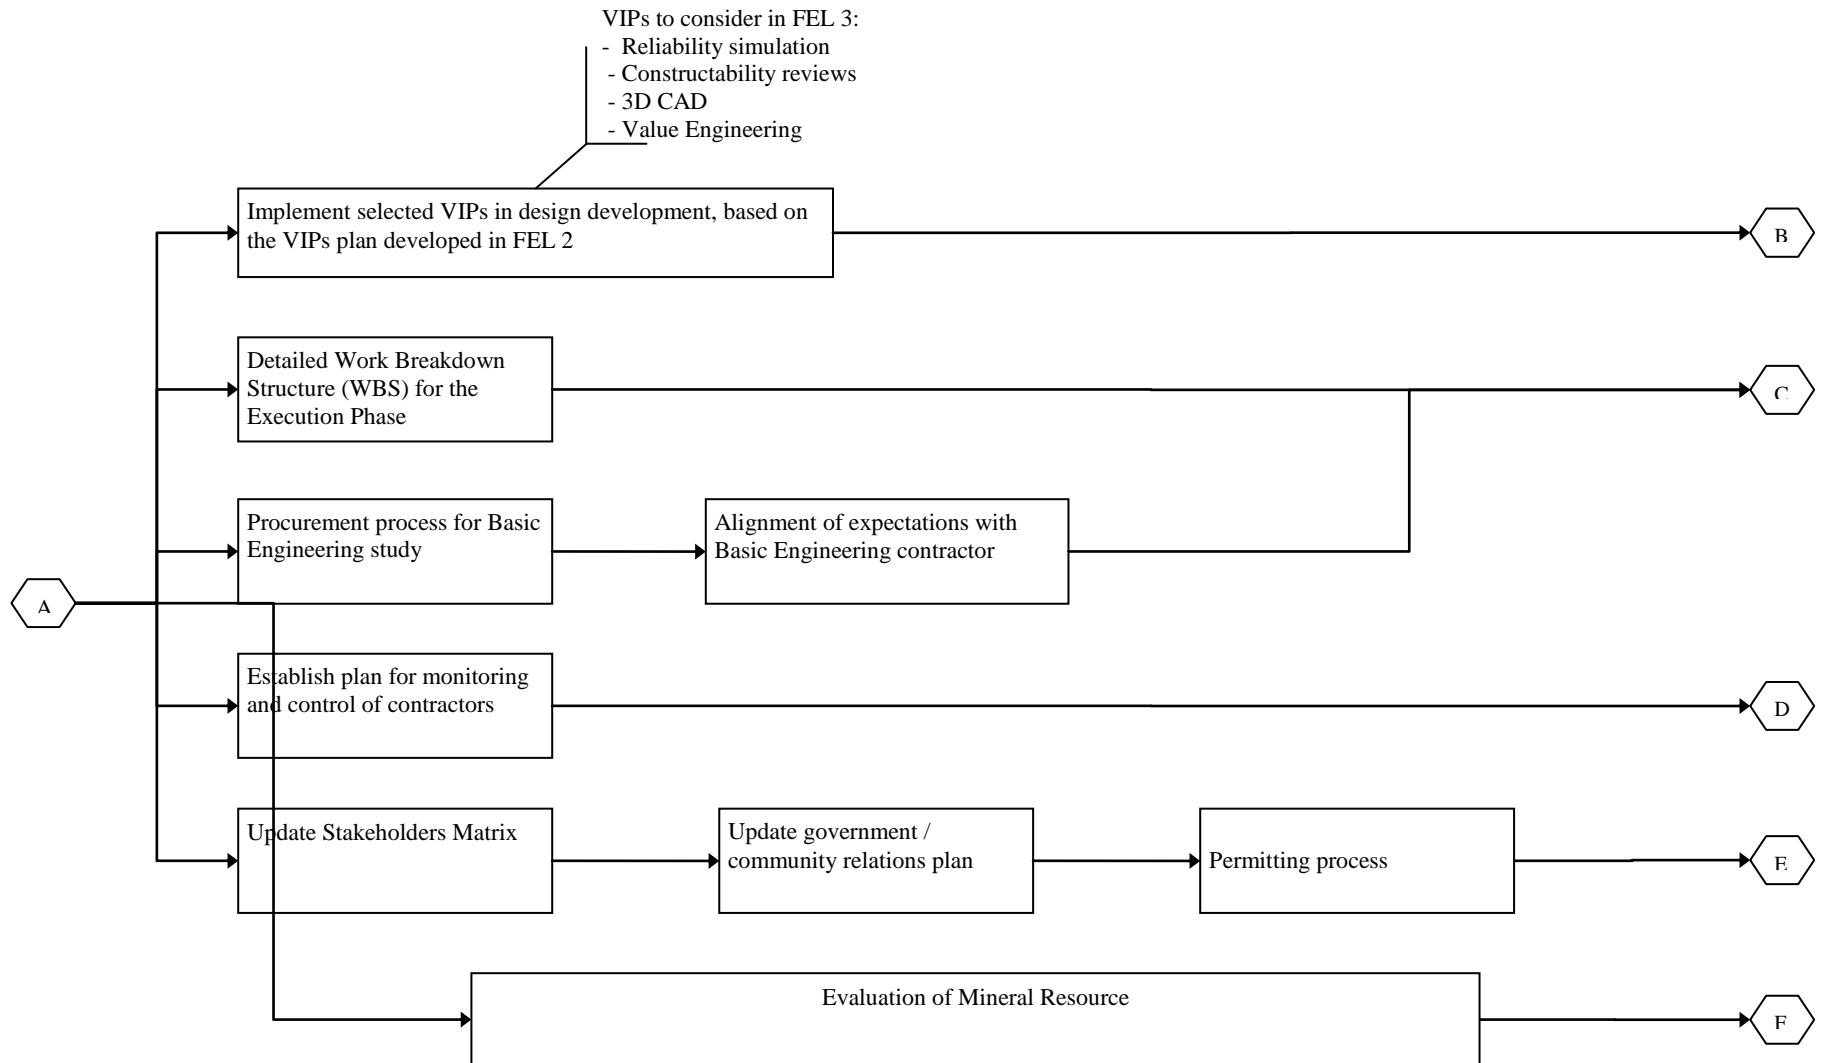 VIPs to consider in FEL 3:
- Reliability simulation
- Constructability reviews
- 3D CAD
- Value Engineering
Implement selected VIPs in design development, based on
the VIPs plan developed in FEL 2
B
Detailed Work Breakdown
Structure (WBS) for the
Execution Phase
C
Procurement process for Basic
Engineering study
Alignment of expectations with
Basic Engineering contractor
A
Establish plan for monitoring
and control of contractors
D
Update Stakeholders Matrix
Update government /
community relations plan
Permitting process
E
Evaluation of Mineral Resource
F